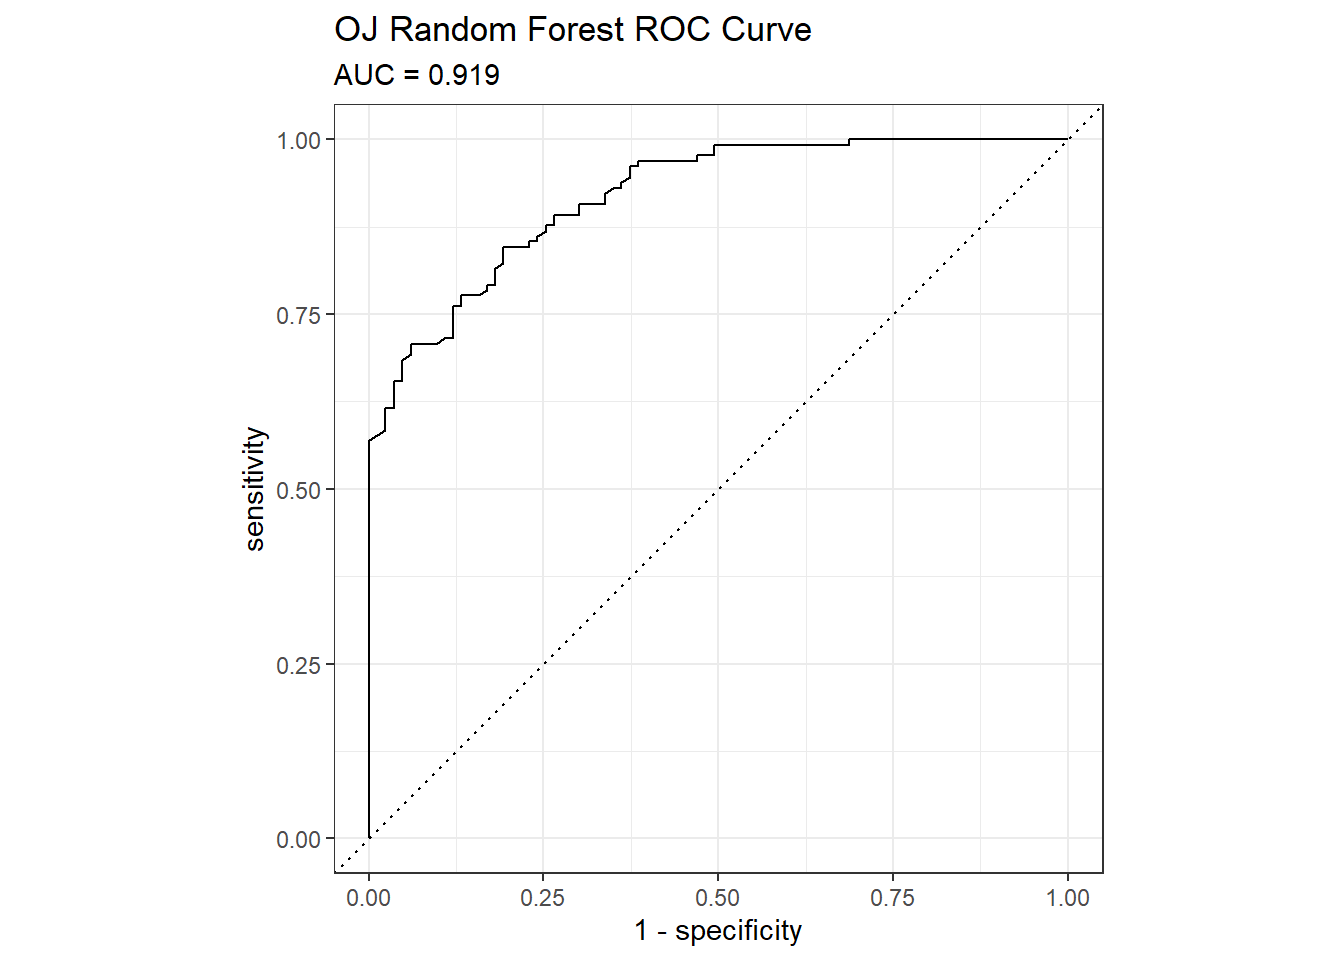 OJ Random Forest ROC Curve
AUC = 0.919
1.00
0.75
0.50
0.25
0.00
sensitivity
0.00 0.25 0.50 0.75 1.00
1 - specificity